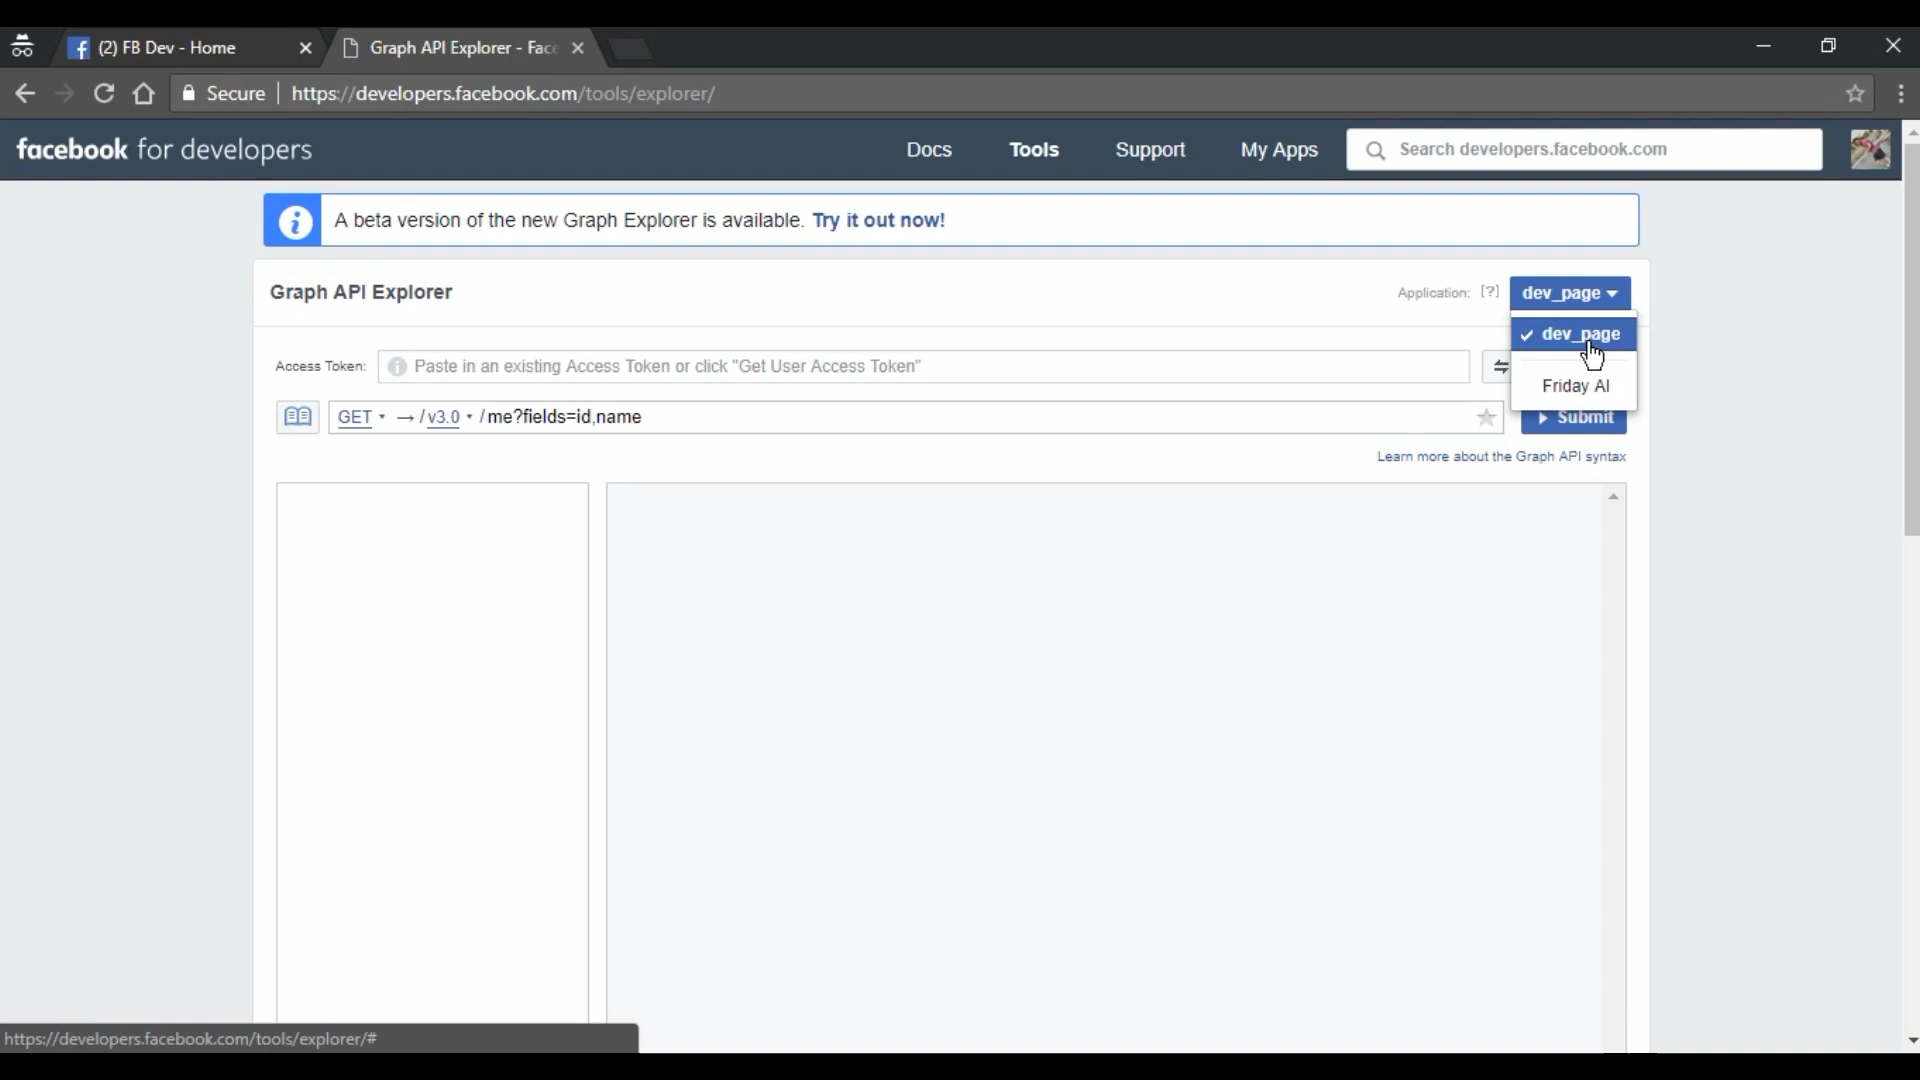 (2) FB Dev - Home
Graph API Explorer - Face
Secure
https://developers.facebook.com/tools/explorer/
facebook for developers
Docs
Tools
Support
My Apps
Search developers.facebook.com
A beta version of the new Graph Explorer is available. Try it out now!
Graph API Explorer
Application: [?]
dev_page
dev_page
Friday AI
Access Token:
Paste in an existing Access Token or click "Get User Access Token"
GET → / v3.0 / me?fields=id,name
Submit
Learn more about the Graph API syntax
https://developers.facebook.com/tools/explorer/#